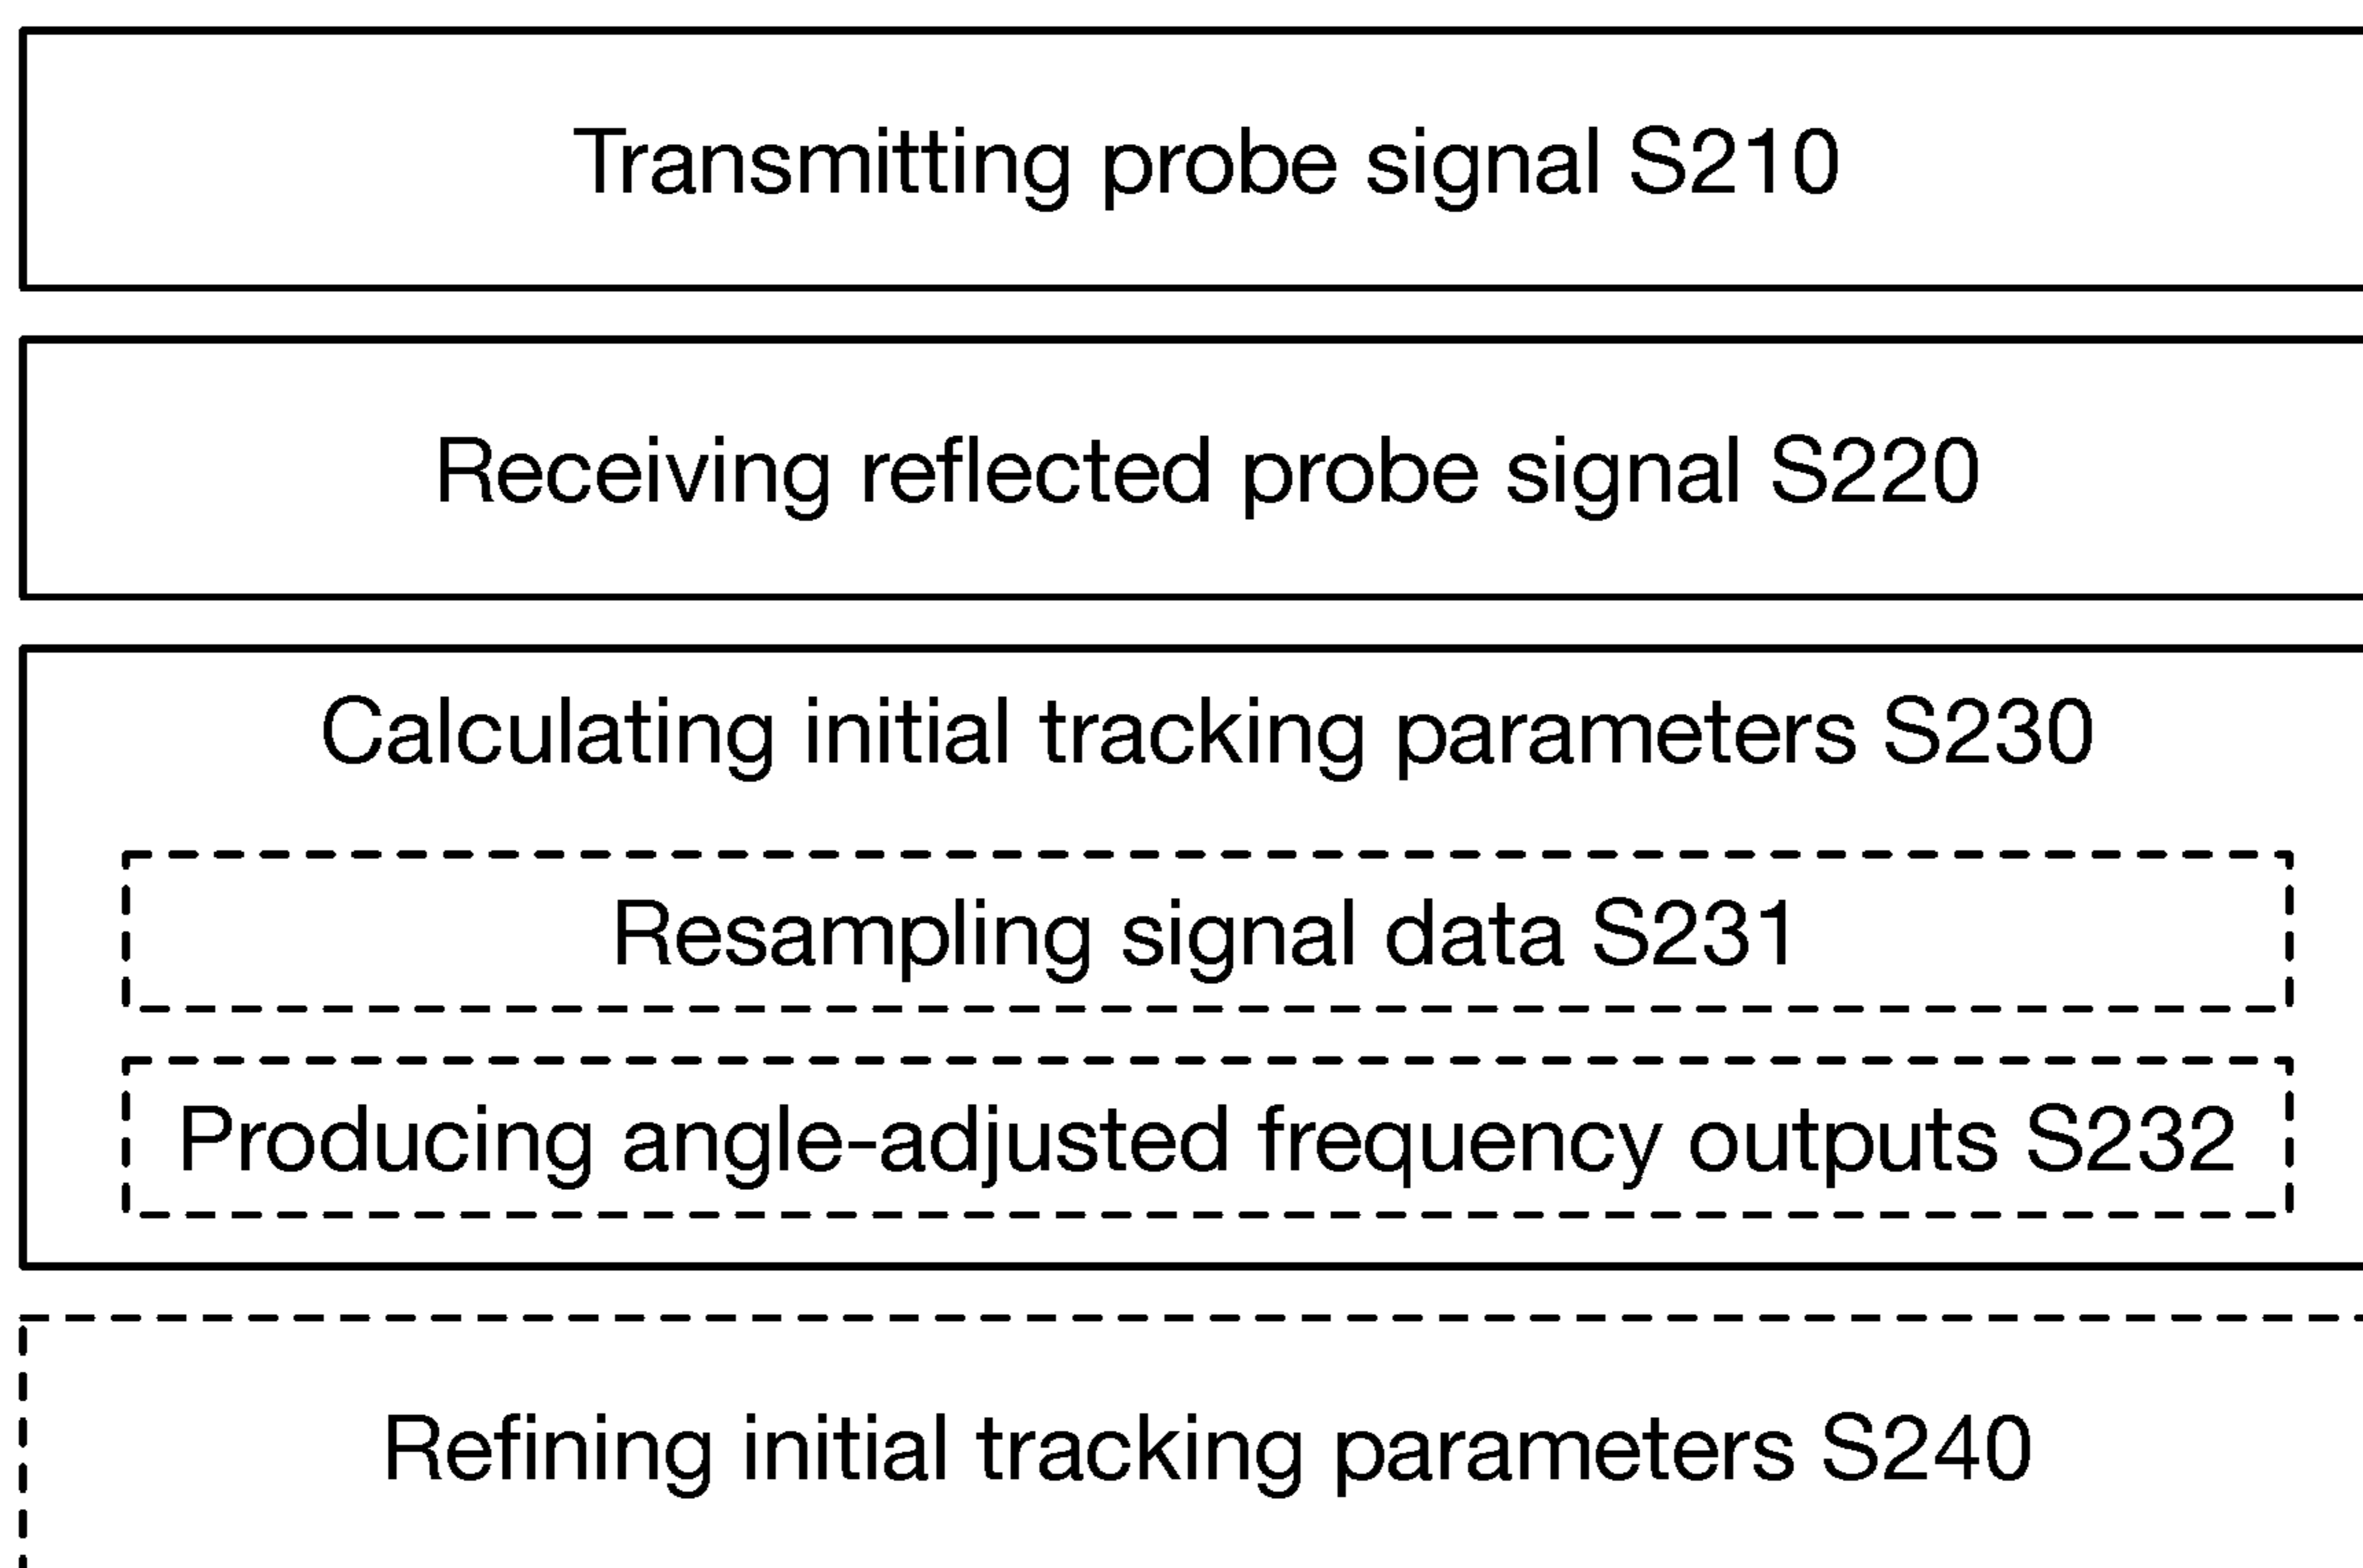 Transmitting probe signal S210
Receiving reflected probe signal S220
Calculating initial tracking parameters S230
Resampling signal data S231
Producing angle-adjusted frequency outputs S232
Refining initial tracking parameters S240